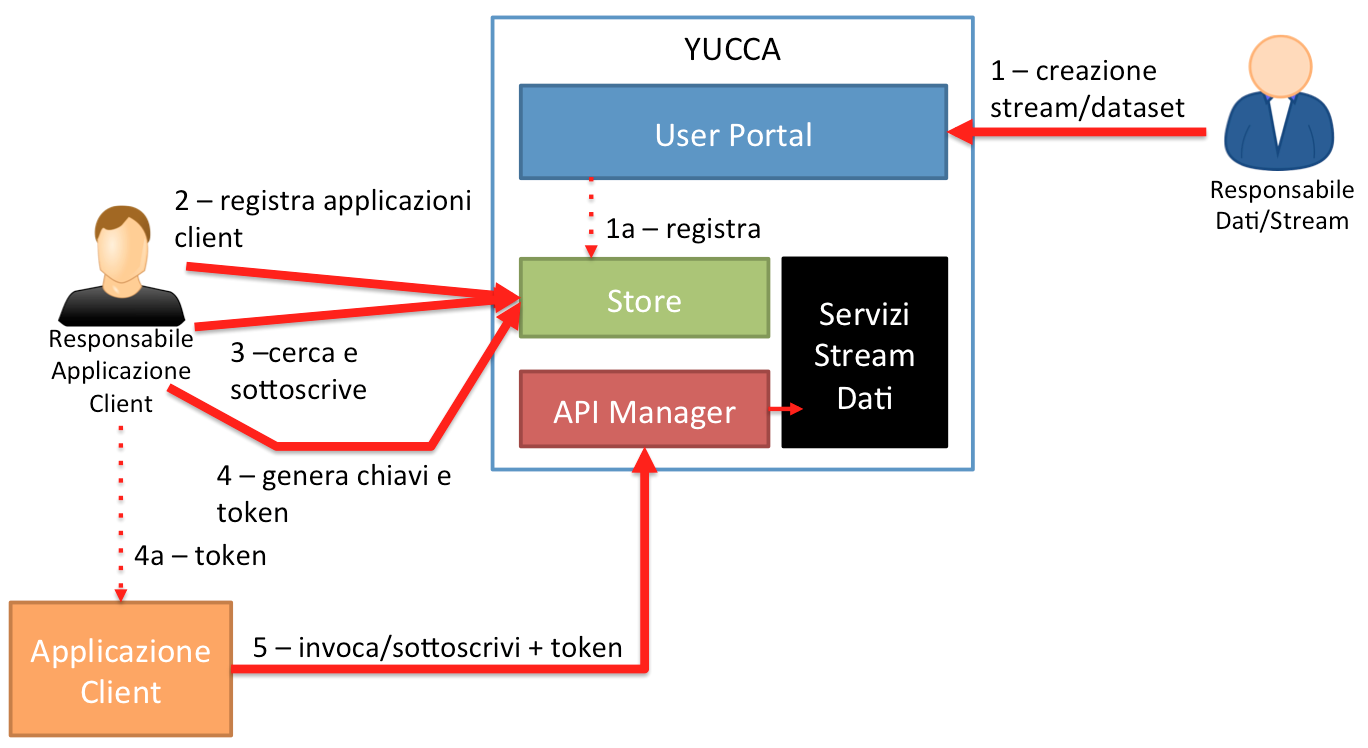 YUCCA
1 – creazione
stream/dataset
User Portal
Responsabile
Dati/Stream
2 – registra applicazioni
client
1a – registra
Store
Servizi
Stream
Dati
Responsabile
Applicazione
Client
3 –cerca e
sottoscrive
API Manager
4 – genera chiavi e
token
4a – token
Applicazione
Client
5 – invoca/sottoscrivi + token